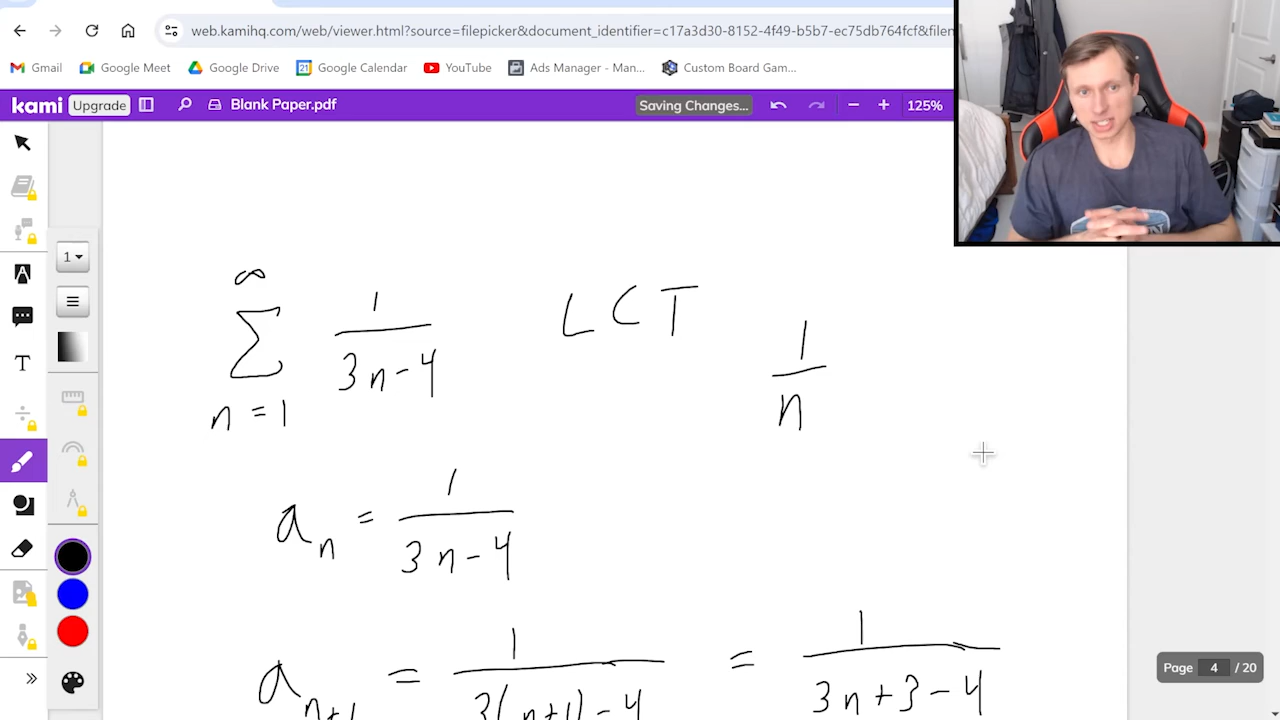 web.kamihq.com/web/viewer.html?source=filepicker&document_identifier=c17a3d30-8152-4f49-b5b7-ec75db764fcf&filen
Gmail Google Meet Google Drive 21 Google Calendar YouTube Ads Manager - Man... Custom Board Gam...
kami Upgrade Blank Paper.pdf Saving Changes... 125%
1
T
∞
∑ 1/(3n-4) LCT 1/n
n=1
a_n = 1/(3n-4)
a_{n+1} = 1/(3(n+1)-4) = 1/(3n+3-4)
Page 4 / 20